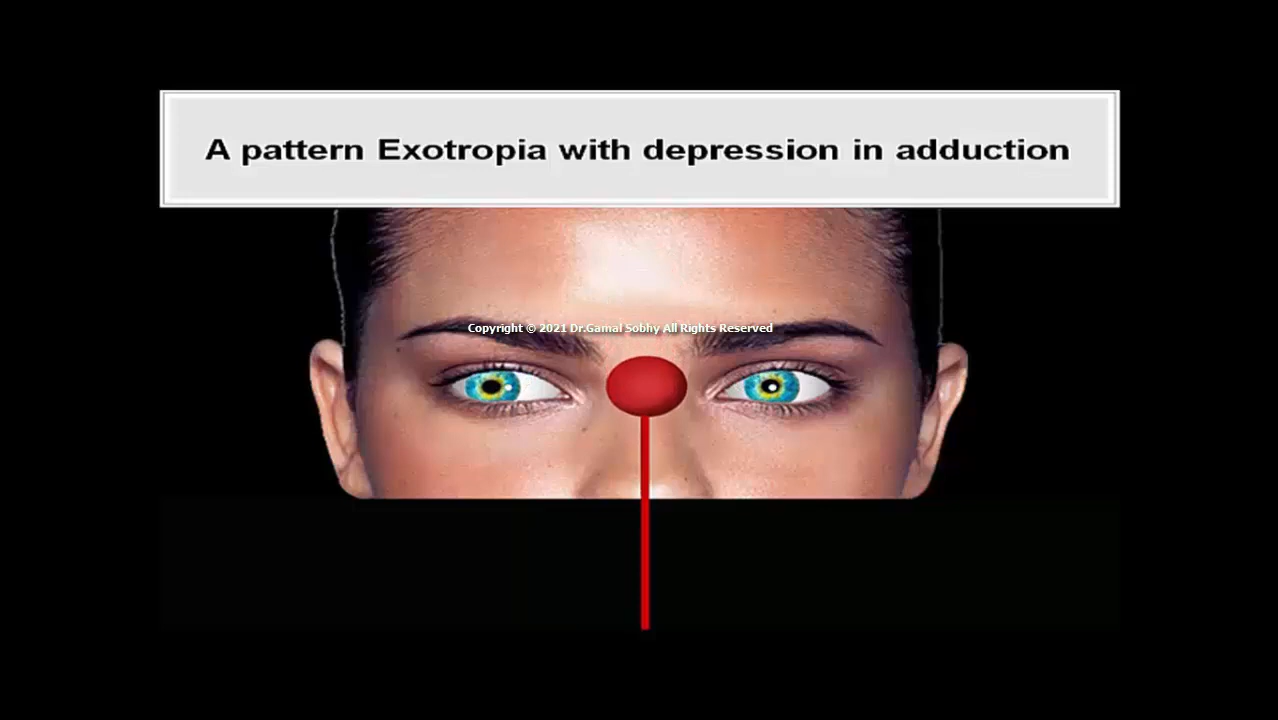 A pattern Exotropia with depression in adduction
Copyright © 2021 Dr.Gamal Sobhy All Rights Reserved